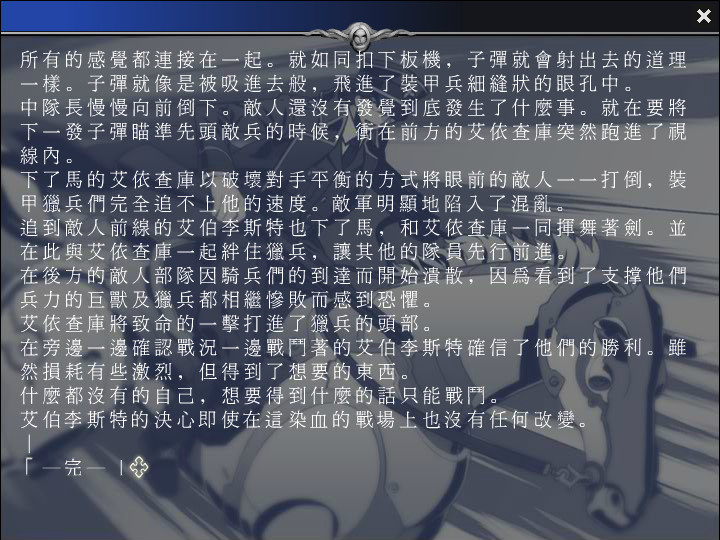 所有的感覺都連接在一起。就如同扣下板機，子彈就會射出去的道理
一樣。子彈就像是被吸進去般，飛進了裝甲兵細縫狀的眼孔中。
中隊長慢慢向前倒下。敵人還沒有發覺到底發生了什麼事。就在要將
下一發子彈瞄準先頭敵兵的時候，衝在前方的艾依查庫突然跑進了視
線內。
下了馬的艾依查庫以破壞對手平衡的方式將眼前的敵人一一打倒，裝
甲獵兵們完全追不上他的速度。敵軍明顯地陷入了混亂。
追到敵人前線的艾伯李斯特也下了馬，和艾依查庫一同揮舞著劍。並
在此與艾依查庫一起絆住獵兵，讓其他的隊員先行前進。
在後方的敵人部隊因騎兵們的到達而開始潰散，因為看到了支撐他們
兵力的巨獸及獵兵都相繼慘敗而感到恐懼。
艾依查庫將致命的一擊打進了獵兵的頭部。
在旁邊一邊確認戰況一邊戰鬥著的艾伯李斯特確信了他們的勝利。雖
然損耗有些激烈，但得到了想要的東西。
什麼都沒有的自己，想要得到什麼的話只能戰鬥。
艾伯李斯特的決心即使在這染血的戰場上也沒有任何改變。
｜
「—完—｜